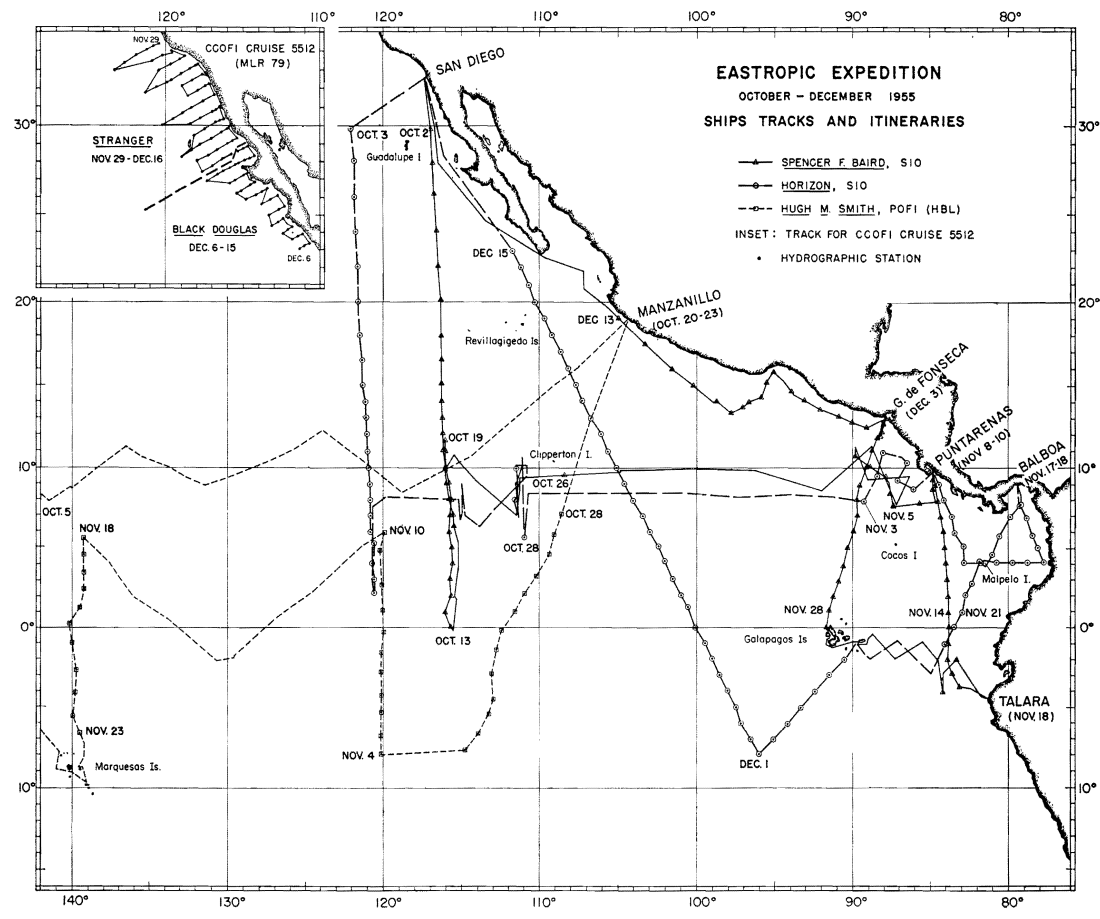 120° 110° 120° 110° 100° 90° 80°
NOV. 29
CCOFI CRUISE 5512
(MLR 79)
STRANGER
NOV. 29 - DEC. 16
BLACK DOUGLAS
DEC. 6 - 15
DEC. 6
EASTROPIC EXPEDITION
OCTOBER – DECEMBER 1955
SHIPS TRACKS AND ITINERARIES
SPENCER F. BAIRD, SIO
HORIZON, SIO
HUGH M. SMITH, POFI (HBL)
INSET: TRACK FOR CCOFI CRUISE 5512
• HYDROGRAPHIC STATION
SAN DIEGO
30° 30°
OCT. 3 OCT. 2
Guadalupe I
DEC 15
20° 20°
MANZANILLO
(OCT. 20-23)
DEC 13
Revillagigedo Is.
G. de FONSECA
(DEC. 3)
PUNTARENAS
(NOV 8-10)
BALBOA
NOV. 17-18
OCT 19
Clipperton I.
10° 10°
OCT. 26
OCT. 5
NOV. 18
NOV. 10
OCT. 28
NOV. 5
NOV. 3
OCT. 28
Cocos I
Malpelo I.
NOV. 28
NOV. 14
NOV. 21
0° 0°
OCT. 13
Galapagos Is
TALARA
(NOV. 18)
NOV. 23
NOV. 4
DEC. 1
Marquesas Is.
10° 10°
140° 130° 120° 110° 100° 90° 80°